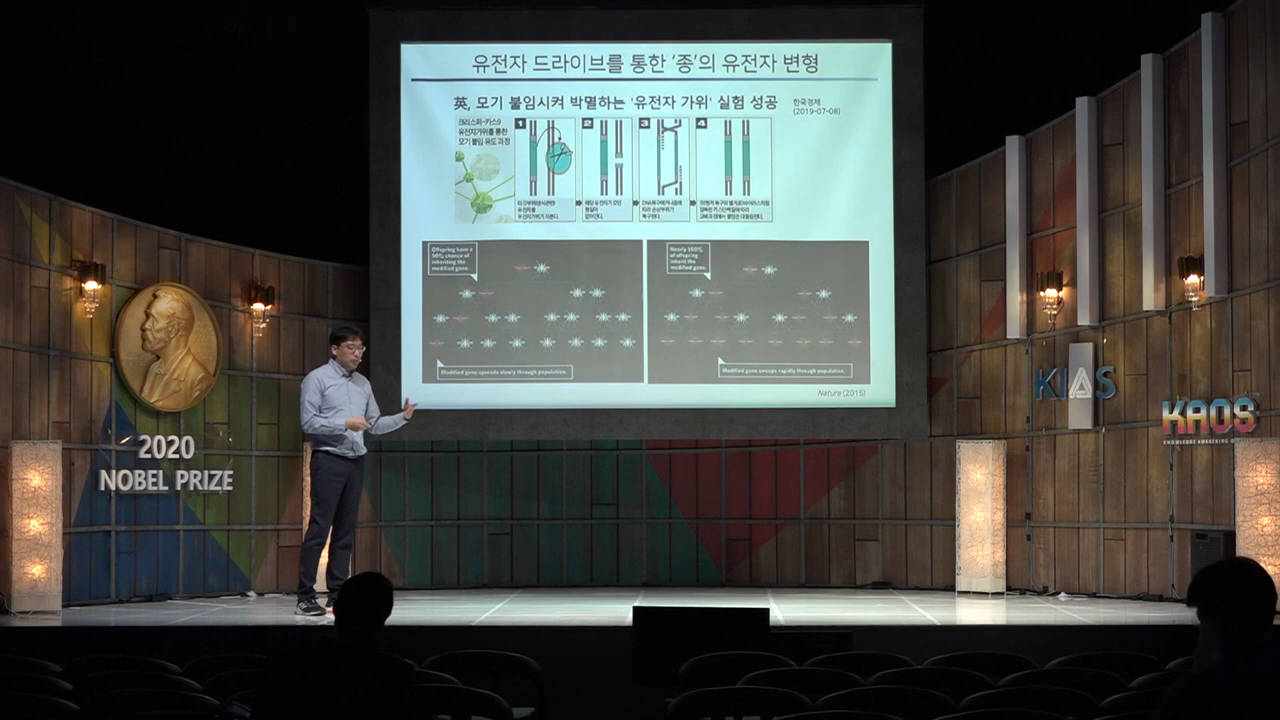 유전자 드라이브를 통한 '종'의 유전자 변형
英, 모기 불임시켜 박멸하는 '유전자 가위' 실험 성공
한국경제
(2019-07-08)
크리스퍼-카스9
유전자가위를 통한
모기 불임 유도 과정
1
2
3
4
Offspring have a
50% chance of
inheriting the
modified gene.
Modified gene spreads slowly through population.
Nearly 100%
of offspring
inherit the
modified gene.
Modified gene sweeps rapidly through population.
Nature (2015)
2020
NOBEL PRIZE
KIAS
KAOS